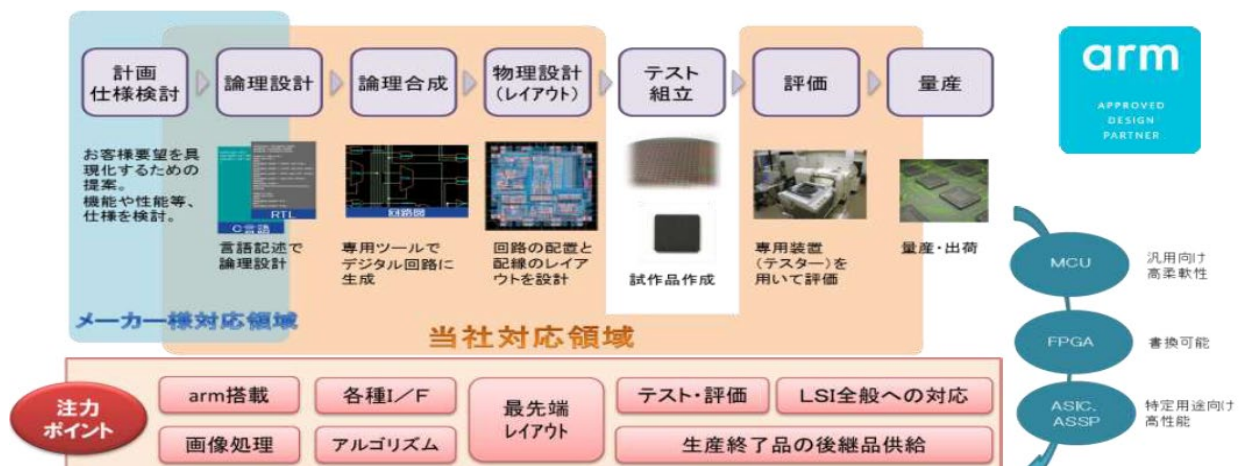 計画
仕様検討
論理設計
論理合成
物理設計
(レイアウト)
テスト
組立
評価
量産
arm
APPROVED
DESIGN
PARTNER
お客様要望を具
現化するための
提案。
機能や性能等、
仕様を検討。
RTL
C言語
回路図
言語記述で
論理設計
専用ツールで
デジタル回路に
生成
回路の配置と
配線のレイ
アウトを設計
試作品作成
専用装置
(テスター)を
用いて評価
量産・出荷
メーカー様対応領域
当社対応領域
MCU
汎用向け
高柔軟性
FPGA
書換可能
ASIC,
ASSP
特定用途向け
高性能
注力
ポイント
arm搭載
各種I/F
最先端
レイアウト
テスト・評価
LSI全般への対応
画像処理
アルゴリズム
生産終了品の後継品供給